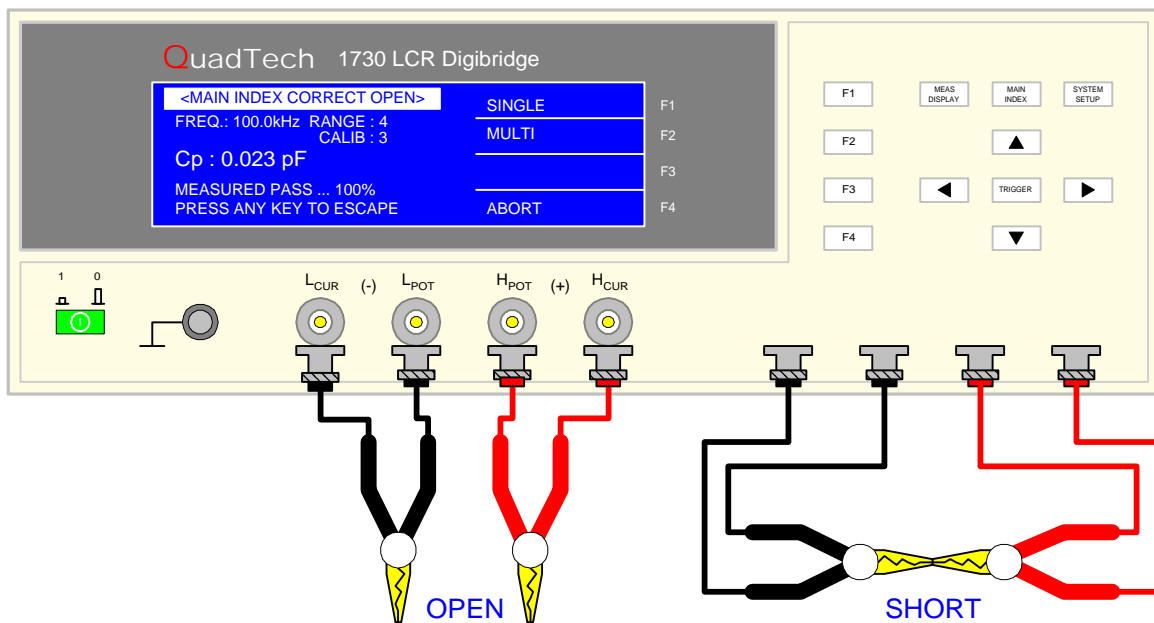 QuadTech 1730 LCR Digibridge
<MAIN INDEX CORRECT OPEN>
FREQ.: 100.0kHz RANGE : 4
CALIB : 3
Cp : 0.023 pF
MEASURED PASS ... 100%
PRESS ANY KEY TO ESCAPE
SINGLE
MULTI
ABORT
F1
F2
F3
F4
F1
F2
F3
F4
MEAS DISPLAY
MAIN INDEX
SYSTEM SETUP
TRIGGER
1 0
I
LCUR (-) LPOT HPOT (+) HCUR
OPEN
SHORT